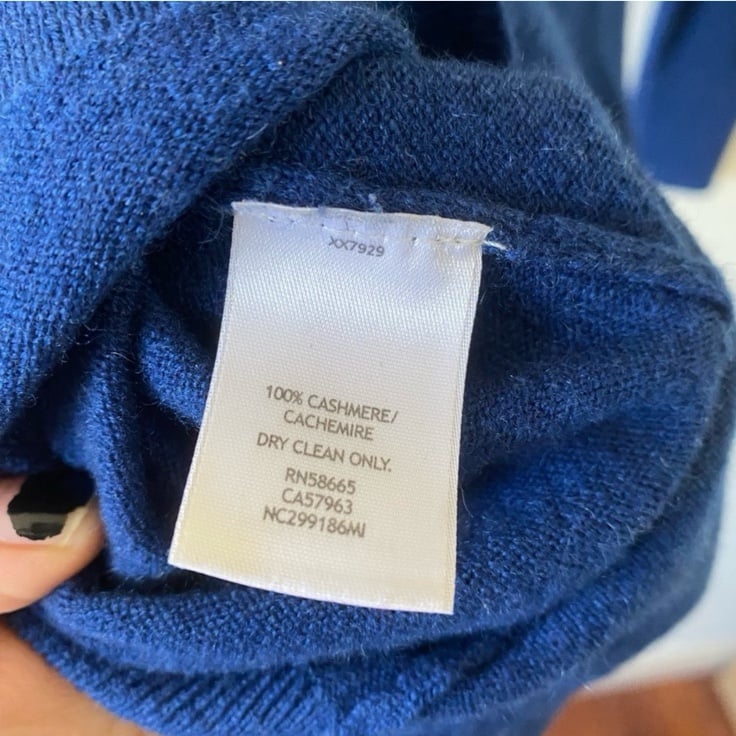 XX7929
100% CASHMERE/
CACHEMIRE
DRY CLEAN ONLY.
RN58665
CA57963
NC299186MI